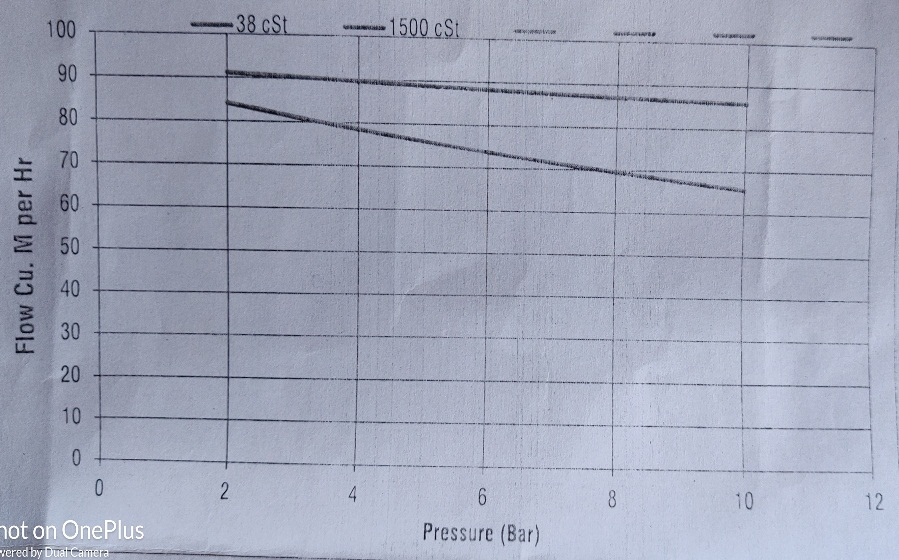 38 cSt 1500 cSt
100
90
80
70
60
50
40
30
20
10
0
Flow Cu. M per Hr
0 2 4 6 8 10 12
Pressure (Bar)
hot on OnePlus
wered by Dual Camera